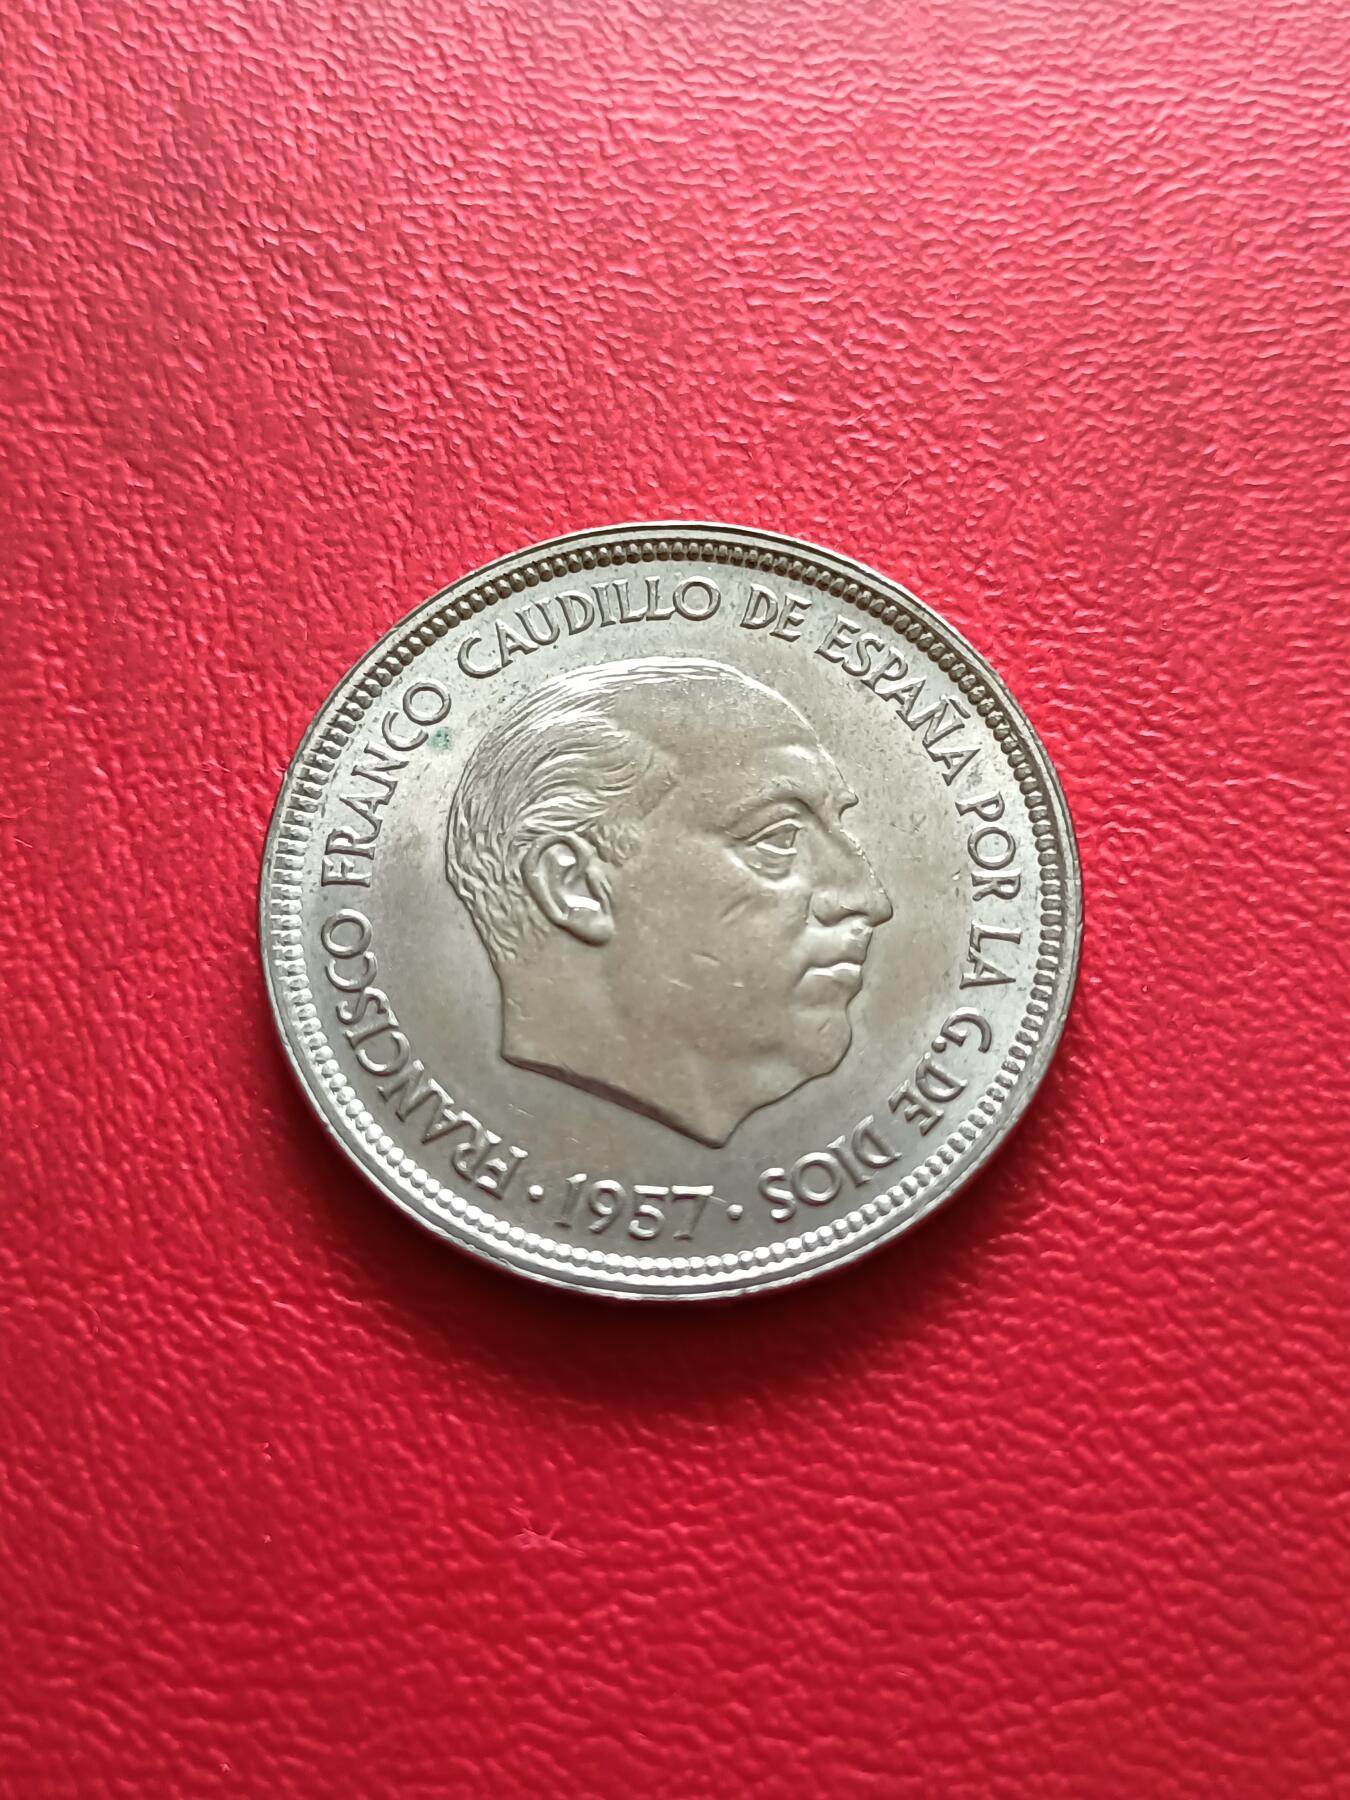 FRANCISCO FRANCO CAUDILLO DE ESPAÑA POR LA G.DE DIOS
· 1957 ·